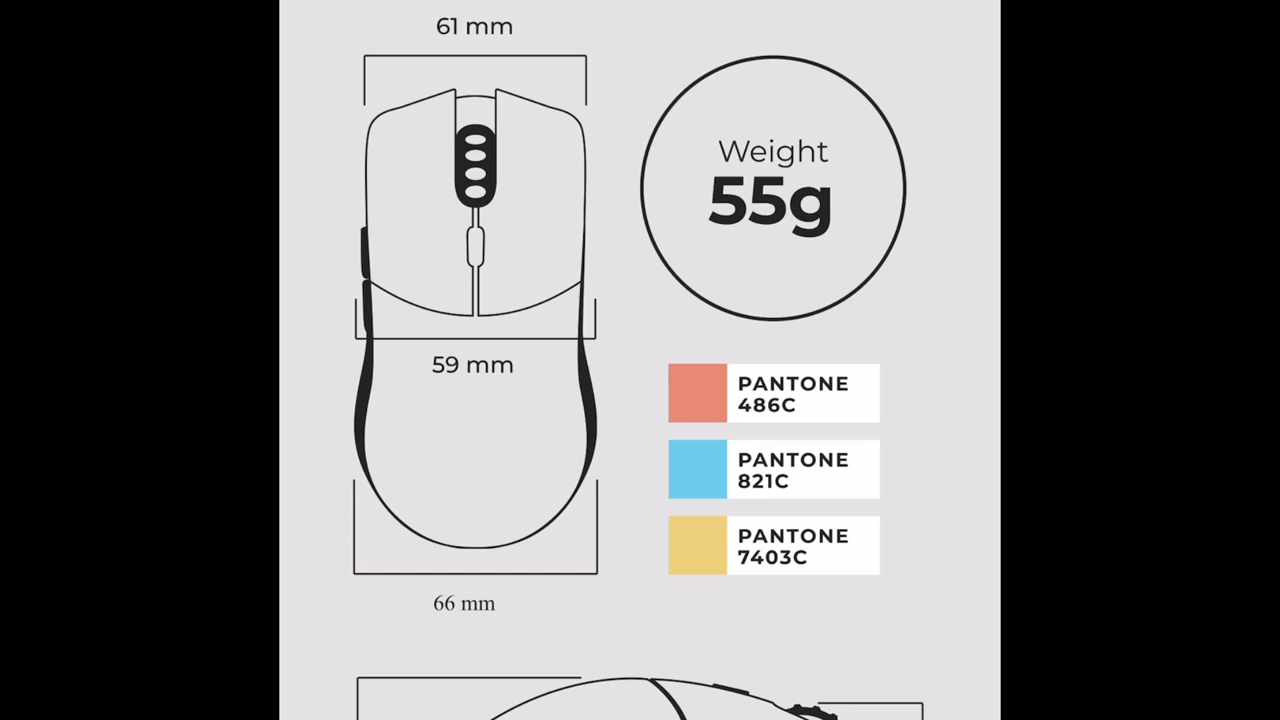 61 mm
Weight
55g
59 mm
PANTONE
486C
PANTONE
821C
PANTONE
7403C
66 mm